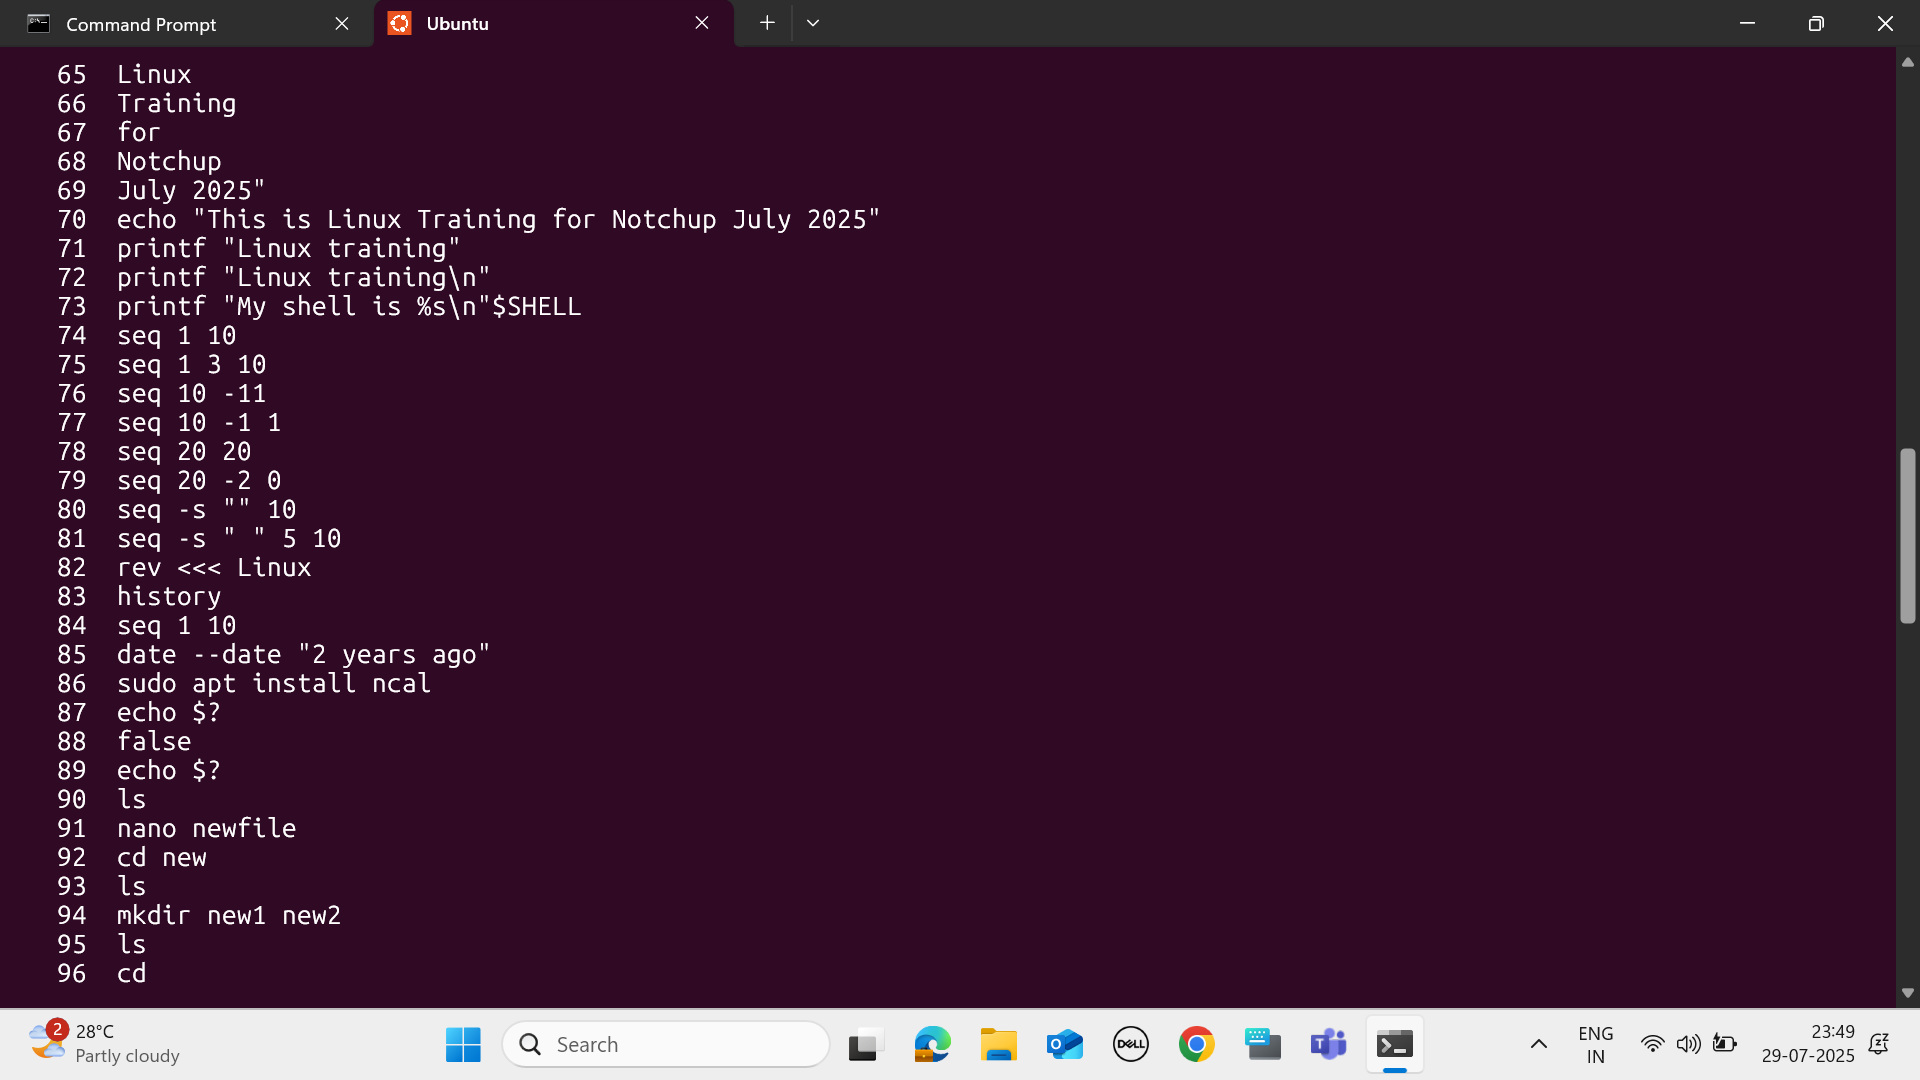 Command Prompt
Ubuntu
65 Linux
66 Training
67 for
68 Notchup
69 July 2025"
70 echo "This is Linux Training for Notchup July 2025"
71 printf "Linux training"
72 printf "Linux training\n"
73 printf "My shell is %s\n"$SHELL
74 seq 1 10
75 seq 1 3 10
76 seq 10 -11
77 seq 10 -1 1
78 seq 20 20
79 seq 20 -2 0
80 seq -s "" 10
81 seq -s " " 5 10
82 rev <<< Linux
83 history
84 seq 1 10
85 date --date "2 years ago"
86 sudo apt install ncal
87 echo $?
88 false
89 echo $?
90 ls
91 nano newfile
92 cd new
93 ls
94 mkdir new1 new2
95 ls
96 cd
2
28°C
Partly cloudy
Search
DELL
ENG
IN
23:49
29-07-2025